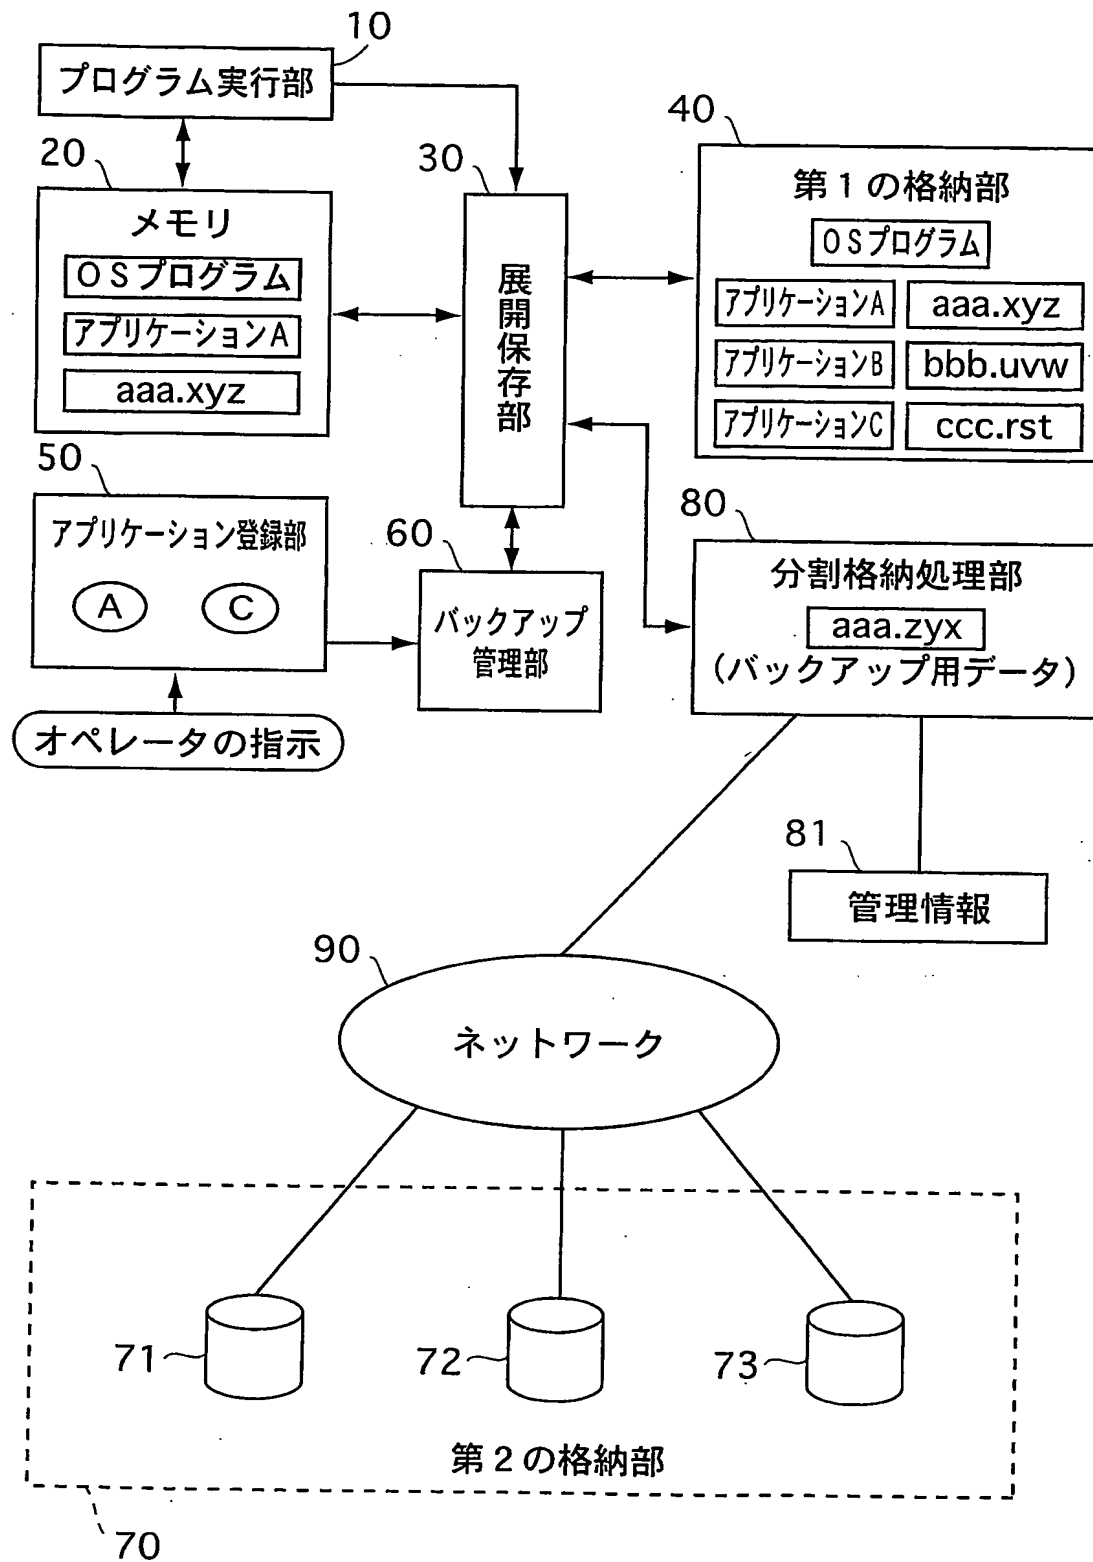 10
プログラム実行部
20
メモリ
OSプログラム
アプリケーションA
aaa.xyz
30
展開保存部
40
第1の格納部
OSプログラム
アプリケーションA
aaa.xyz
アプリケーションB
bbb.uvw
アプリケーションC
ccc.rst
50
アプリケーション登録部
A
C
オペレータの指示
60
バックアップ
管理部
80
分割格納処理部
aaa.zyx
(バックアップ用データ)
81
管理情報
90
ネットワーク
71
72
73
第2の格納部
70